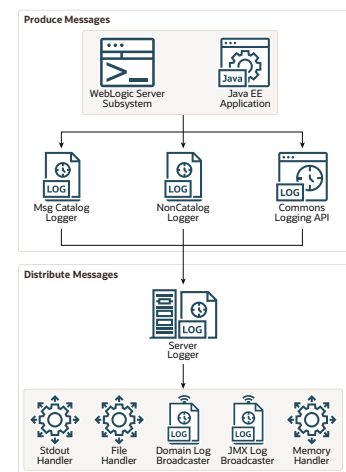 Produce Messages
WebLogic Server
Subsystem
Java
Java EE
Application
LOG
Msg Catalog
Logger
LOG
NonCatalog
Logger
LOG
Commons
Logging API
Distribute Messages
LOG
Server
Logger
Stdout
Handler
File
Handler
LOG
Domain Log
Broadcaster
LOG
JMX Log
Broadcaster
Memory
Handler